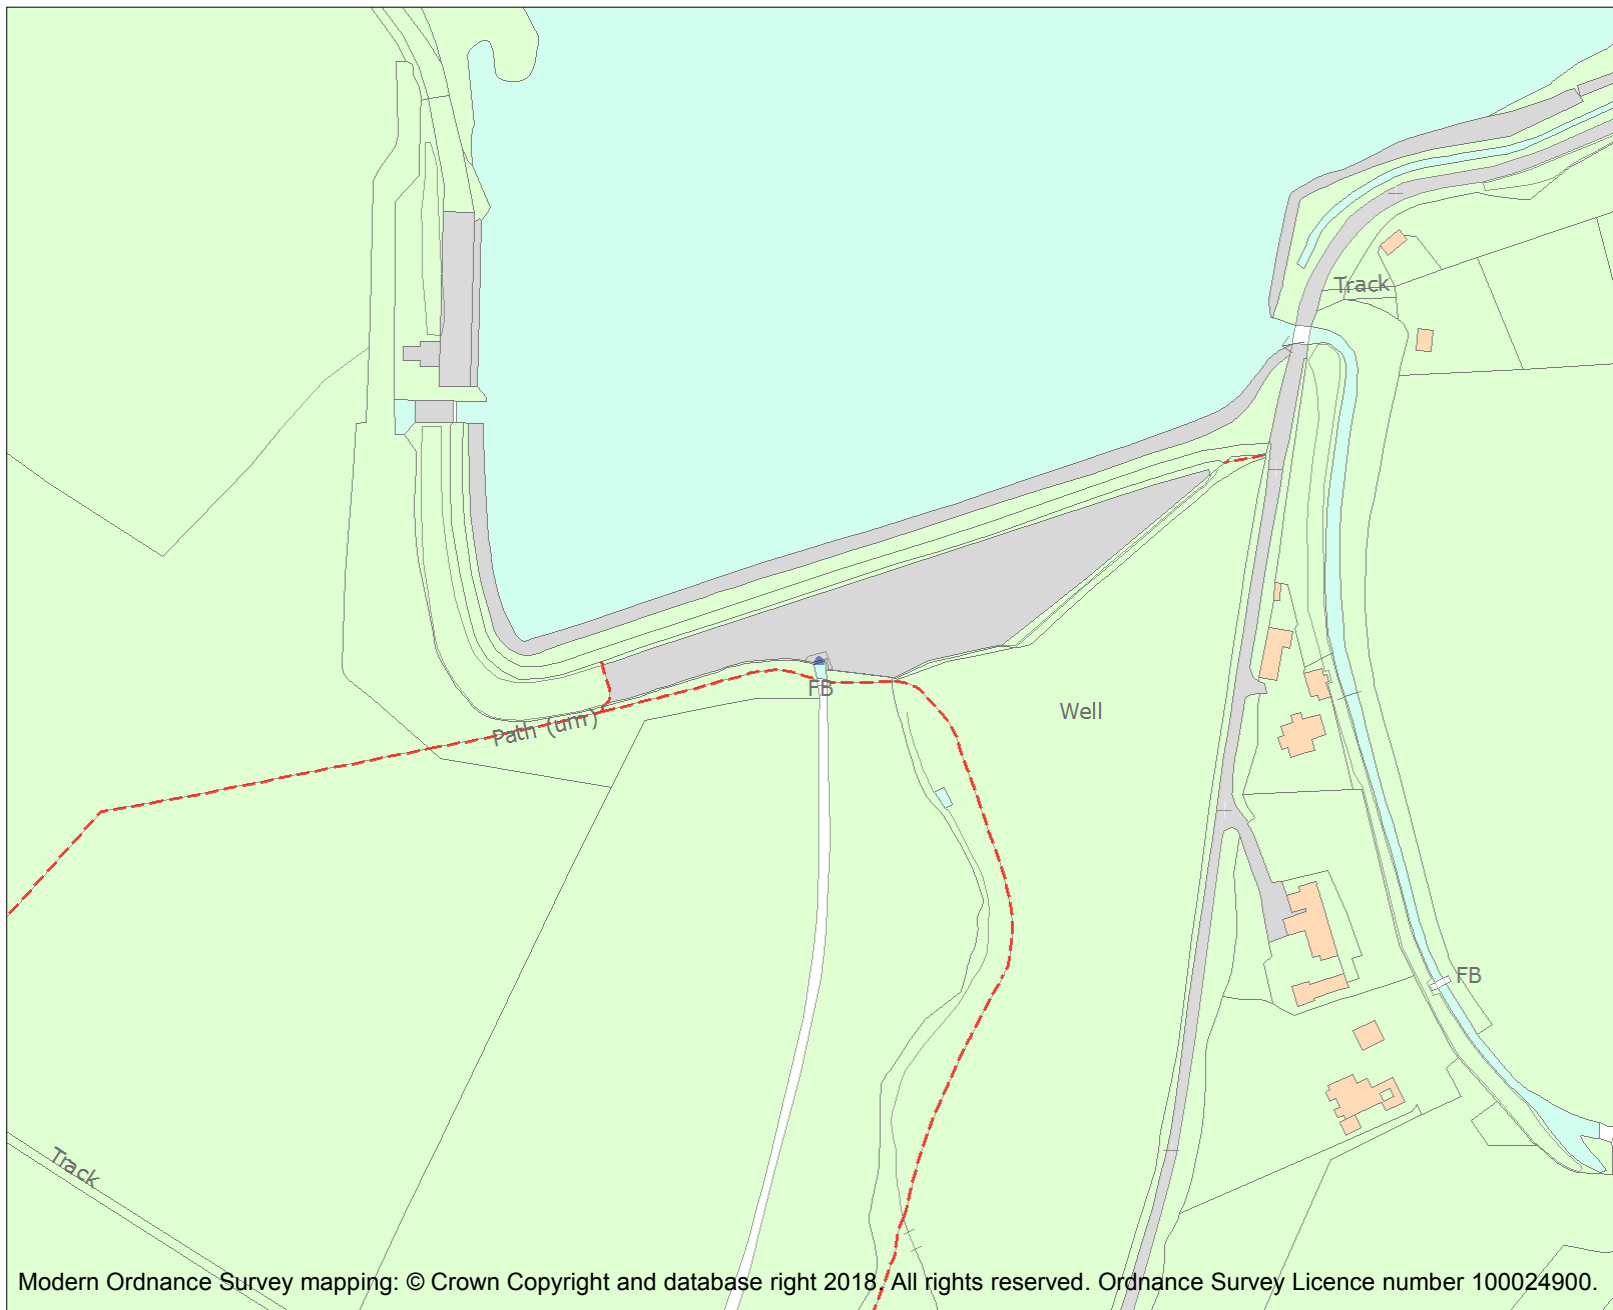 Track
FB
Path (um)
Well
FB
Track
Modern Ordnance Survey mapping: © Crown Copyright and database right 2018. All rights reserved. Ordnance Survey Licence number 100024900.